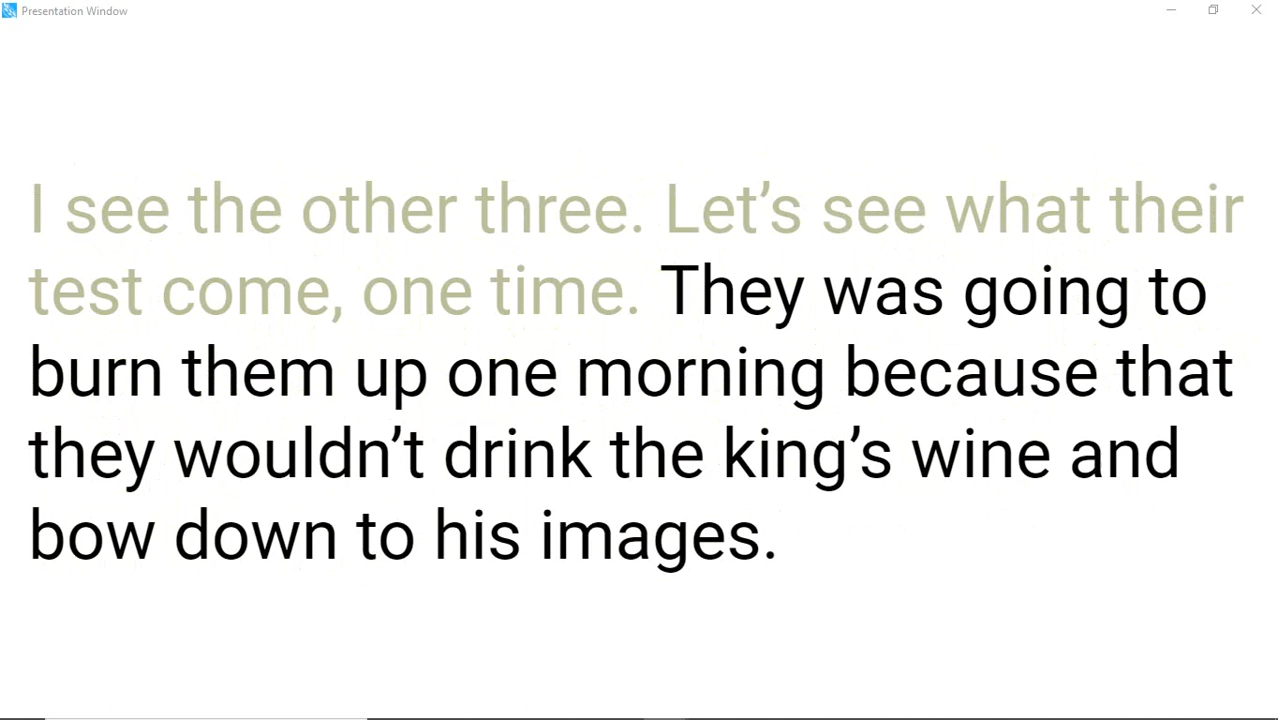 Presentation Window
I see the other three. Let’s see what their
test come, one time. They was going to
burn them up one morning because that
they wouldn’t drink the king’s wine and
bow down to his images.